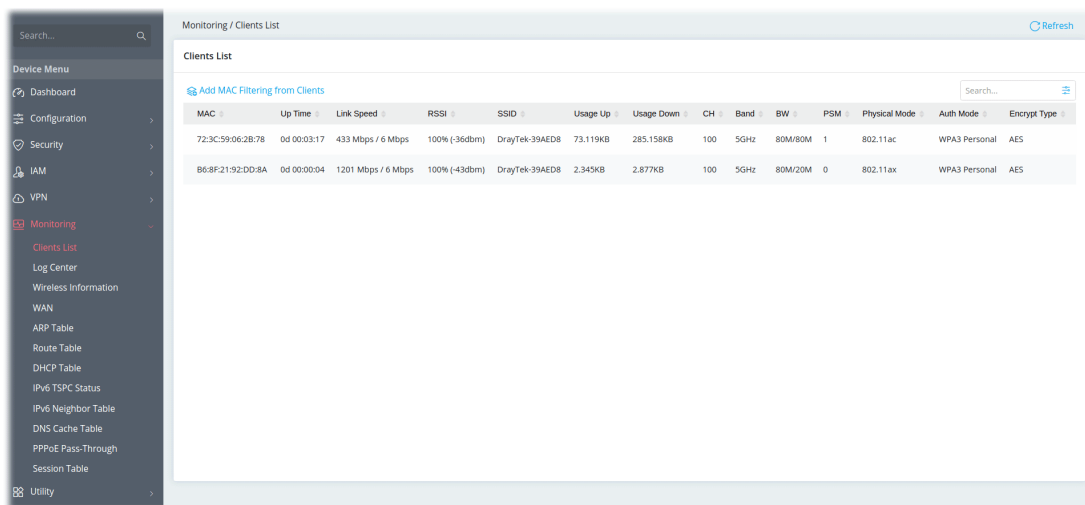 Search...
Device Menu
Dashboard
Configuration
Security
IAM
VPN
Monitoring
Clients List
Log Center
Wireless Information
WAN
ARP Table
Route Table
DHCP Table
IPv6 TSPC Status
IPv6 Neighbor Table
DNS Cache Table
PPPoE Pass-Through
Session Table
Utility
Monitoring / Clients List
Refresh
Clients List
Add MAC Filtering from Clients
Search...
MAC Up Time Link Speed RSSI SSID Usage Up Usage Down CH Band BW PSM Physical Mode Auth Mode Encrypt Type
72:3C:59:06:2B:78 0d 00:03:17 433 Mbps / 6 Mbps 100% (-36dbm) DrayTek-39AED8 73.119KB 285.158KB 100 5GHz 80M/80M 1 802.11ac WPA3 Personal AES
B6:8F:21:92:DD:8A 0d 00:00:04 1201 Mbps / 6 Mbps 100% (-43dbm) DrayTek-39AED8 2.345KB 2.877KB 100 5GHz 80M/20M 0 802.11ax WPA3 Personal AES